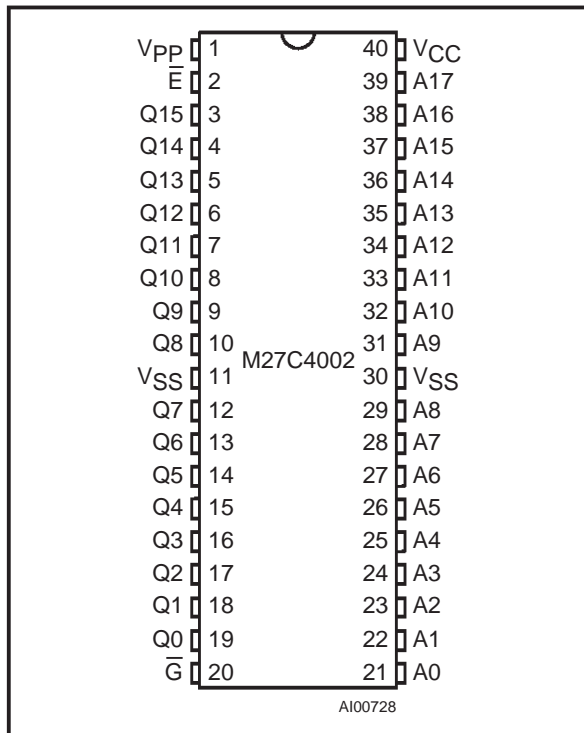 VPP 1 40 VCC
E̅ 2 39 A17
Q15 3 38 A16
Q14 4 37 A15
Q13 5 36 A14
Q12 6 35 A13
Q11 7 34 A12
Q10 8 33 A11
Q9 9 32 A10
Q8 10 31 A9
M27C4002
VSS 11 30 VSS
Q7 12 29 A8
Q6 13 28 A7
Q5 14 27 A6
Q4 15 26 A5
Q3 16 25 A4
Q2 17 24 A3
Q1 18 23 A2
Q0 19 22 A1
G̅ 20 21 A0
AI00728